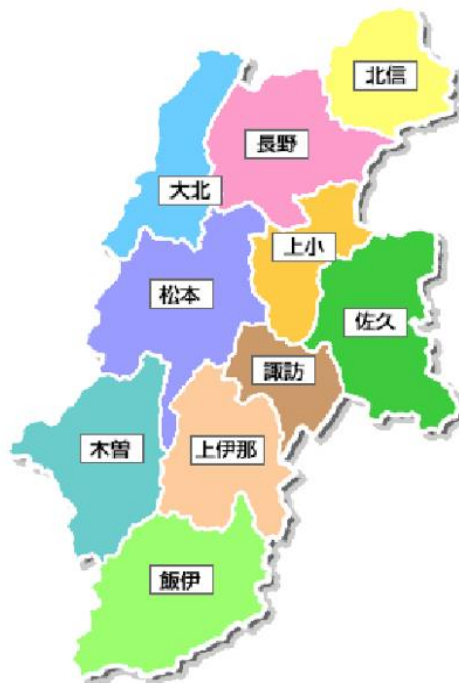 北信
長野
大北
上小
松本
佐久
諏訪
木曽
上伊那
飯伊